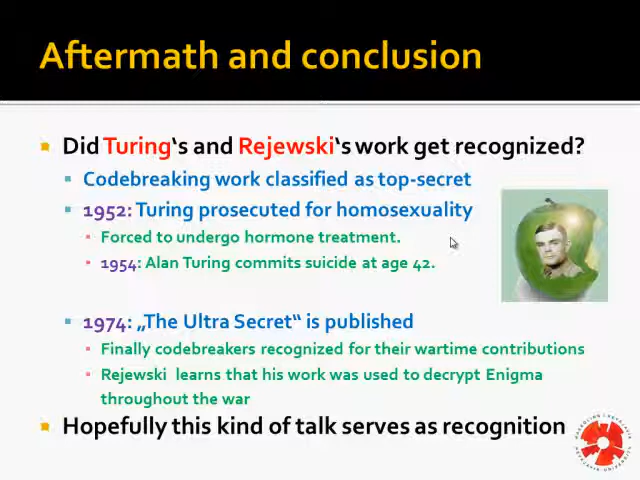 Aftermath and conclusion
Did Turing‘s and Rejewski‘s work get recognized?
Codebreaking work classified as top-secret
1952: Turing prosecuted for homosexuality
Forced to undergo hormone treatment.
1954: Alan Turing commits suicide at age 42.
1974: „The Ultra Secret“ is published
Finally codebreakers recognized for their wartime contributions
Rejewski learns that his work was used to decrypt Enigma
throughout the war
Hopefully this kind of talk serves as recognition